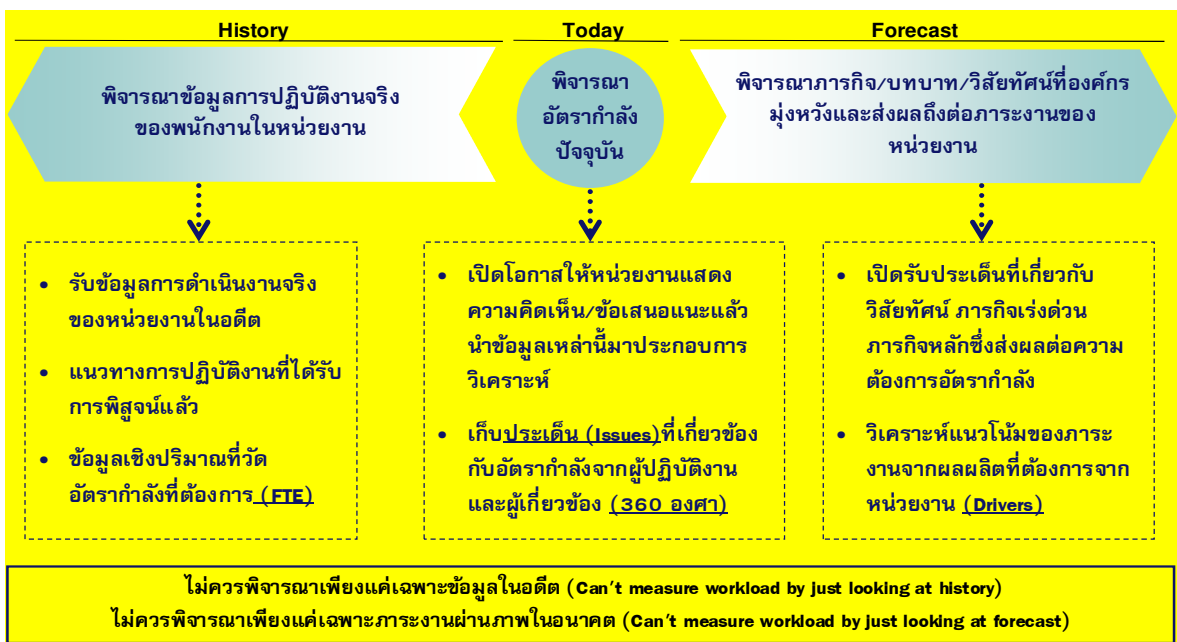 History
Today
Forecast
พิจารณาข้อมูลการปฏิบัติงานจริง
ของพนักงานในหน่วยงาน
พิจารณา
อัตรากำลัง
ปัจจุบัน
พิจารณาภารกิจ/บทบาท/วิสัยทัศน์ที่องค์กร
มุ่งหวังและส่งผลถึงต่อภาระงานของ
หน่วยงาน
• รับข้อมูลการดำเนินงานจริง
ของหน่วยงานในอดีต
• แนวทางการปฏิบัติงานที่ได้รับ
การพิสูจน์แล้ว
• ข้อมูลเชิงปริมาณที่วัด
อัตรากำลังที่ต้องการ (FTE)
• เปิดโอกาสให้หน่วยงานแสดง
ความคิดเห็น/ข้อเสนอแนะแล้ว
นำข้อมูลเหล่านี้มาประกอบการ
วิเคราะห์
• เก็บประเด็น (Issues)ที่เกี่ยวข้อง
กับอัตรากำลังจากผู้ปฏิบัติงาน
และผู้เกี่ยวข้อง (360 องศา)
• เปิดรับประเด็นที่เกี่ยวกับ
วิสัยทัศน์ ภารกิจเร่งด่วน
ภารกิจหลักซึ่งส่งผลต่อความ
ต้องการอัตรากำลัง
• วิเคราะห์แนวโน้มของภาระ
งานจากผลผลิตที่ต้องการจาก
หน่วยงาน (Drivers)
ไม่ควรพิจารณาเพียงแค่เฉพาะข้อมูลในอดีต (Can't measure workload by just looking at history)
ไม่ควรพิจารณาเพียงแค่เฉพาะภาระงานผ่านภาพในอนาคต (Can't measure workload by just looking at forecast)